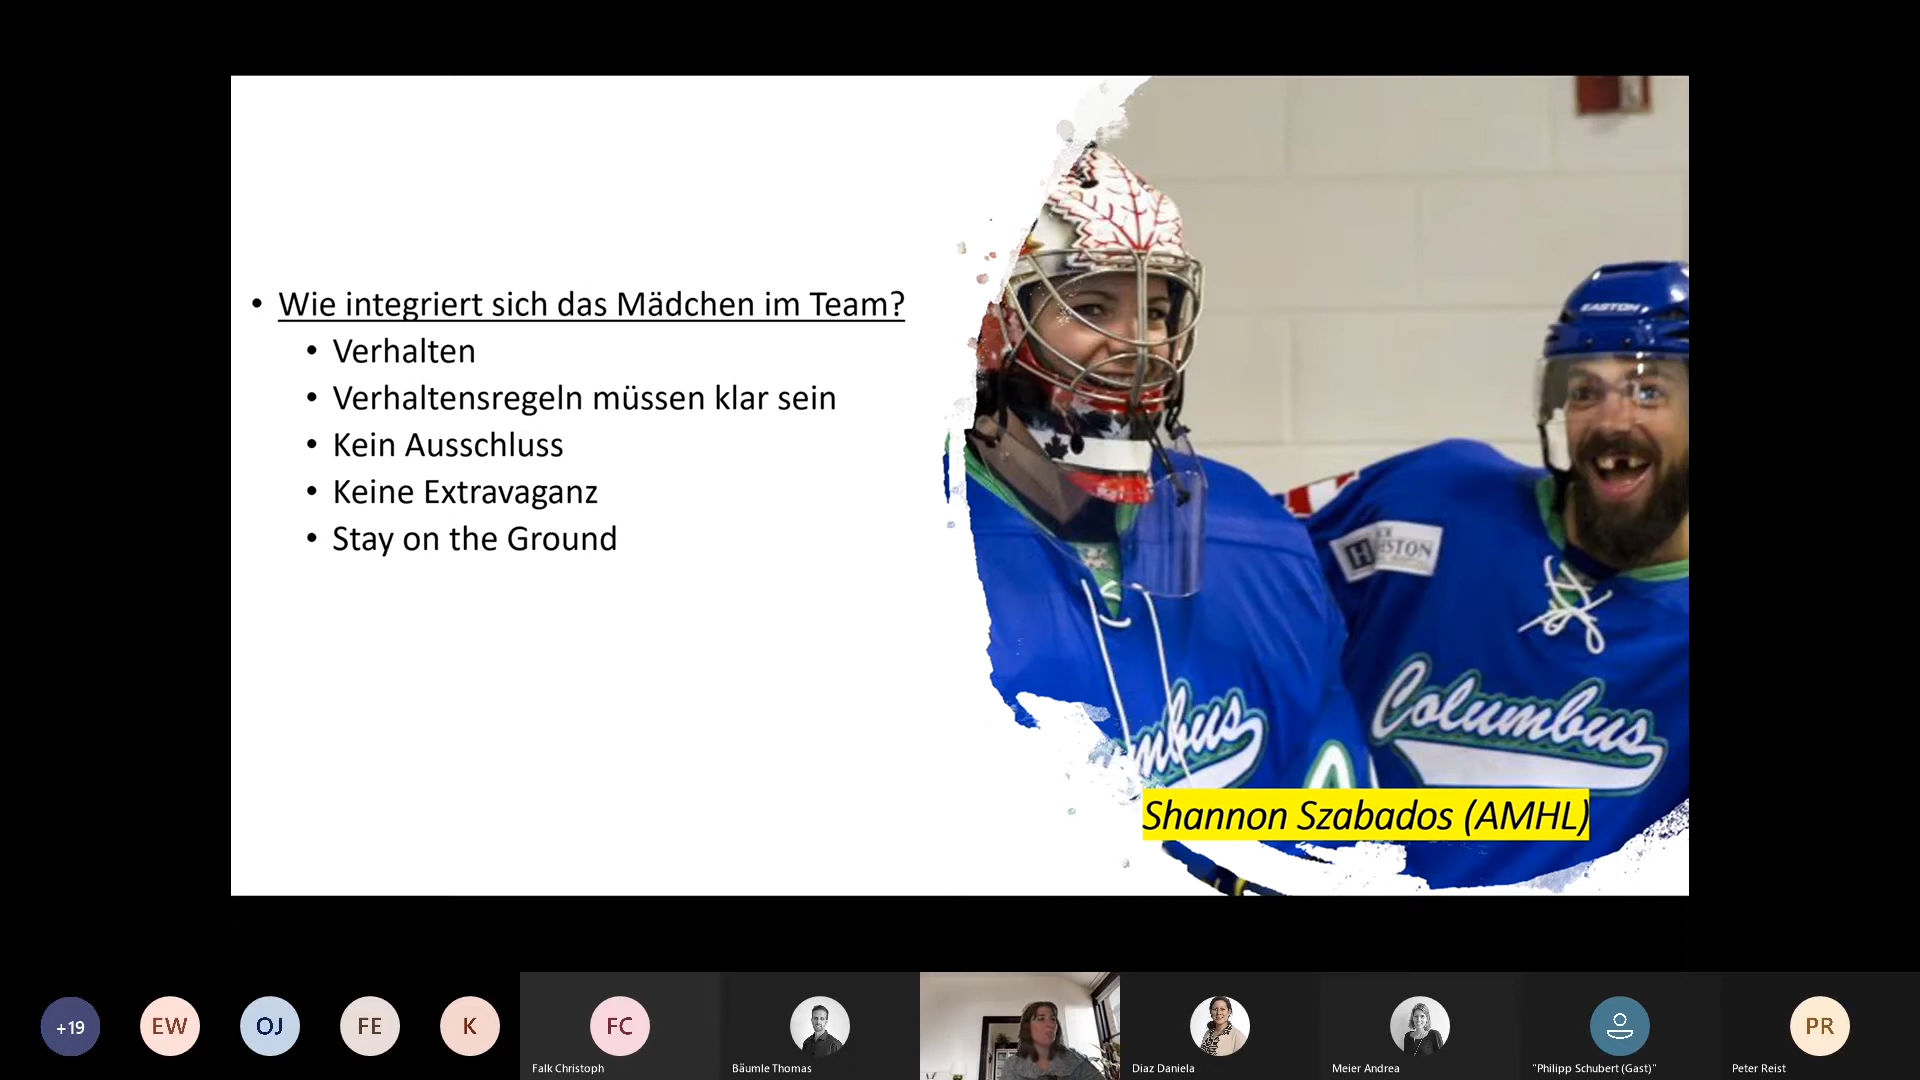 • Wie integriert sich das Mädchen im Team?
• Verhalten
• Verhaltensregeln müssen klar sein
• Kein Ausschluss
• Keine Extravaganz
• Stay on the Ground
EASTON
Columbus
mbus
Shannon Szabados (AMHL)
+19
EW
OJ
FE
K
FC
PR
Falk Christoph
Bäumle Thomas
Diaz Daniela
Meier Andrea
"Philipp Schubert (Gast)"
Peter Reist